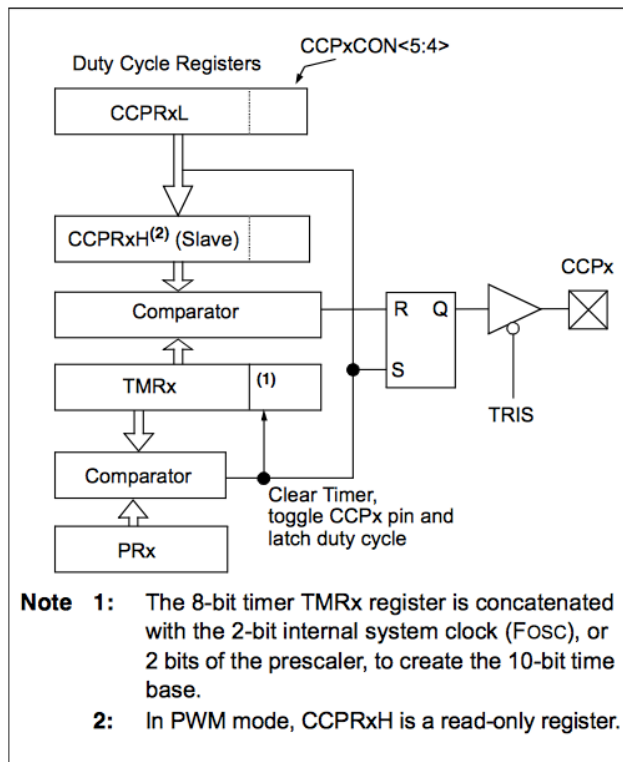 CCPxCON<5:4>
Duty Cycle Registers
CCPRxL
CCPRxH(2) (Slave)
CCPx
Comparator
R Q
TMRx
(1)
S
TRIS
Comparator
Clear Timer,
toggle CCPx pin and
latch duty cycle
PRx
Note 1: The 8-bit timer TMRx register is concatenated
with the 2-bit internal system clock (FOSC), or
2 bits of the prescaler, to create the 10-bit time
base.
2: In PWM mode, CCPRxH is a read-only register.